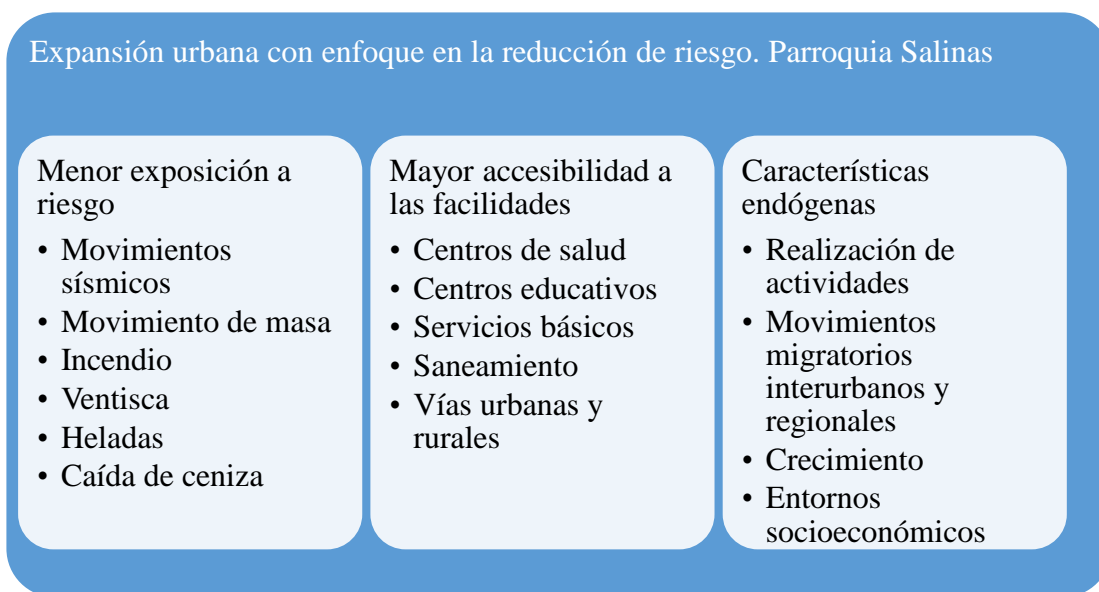 Expansión urbana con enfoque en la reducción de riesgo. Parroquia Salinas
Menor exposición a
riesgo
• Movimientos
sísmicos
• Movimiento de masa
• Incendio
• Ventisca
• Heladas
• Caída de ceniza
Mayor accesibilidad a
las facilidades
• Centros de salud
• Centros educativos
• Servicios básicos
• Saneamiento
• Vías urbanas y
rurales
Características
endógenas
• Realización de
actividades
• Movimientos
migratorios
interurbanos y
regionales
• Crecimiento
• Entornos
socioeconómicos